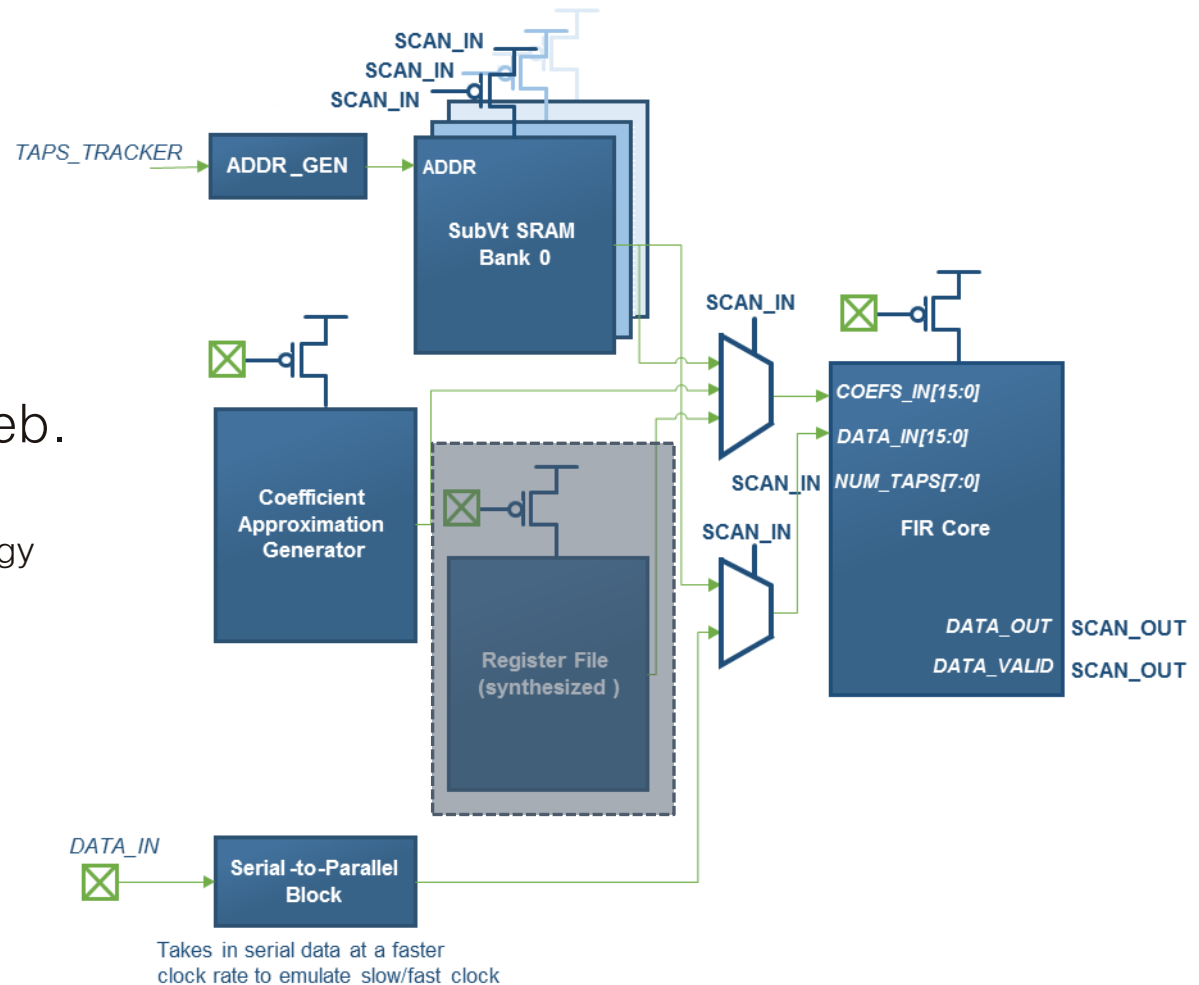 SCAN_IN
SCAN_IN
SCAN_IN
TAPS_TRACKER
ADDR_GEN
ADDR
SubVt SRAM
Bank 0
SCAN_IN
COEFS_IN[15:0]
DATA_IN[15:0]
SCAN_IN
NUM_TAPS[7:0]
FIR Core
eb.
gy
Coefficient
Approximation
Generator
SCAN_IN
Register File
(synthesized )
DATA_OUT
SCAN_OUT
DATA_VALID
SCAN_OUT
DATA_IN
Serial -to-Parallel
Block
Takes in serial data at a faster
clock rate to emulate slow/fast clock